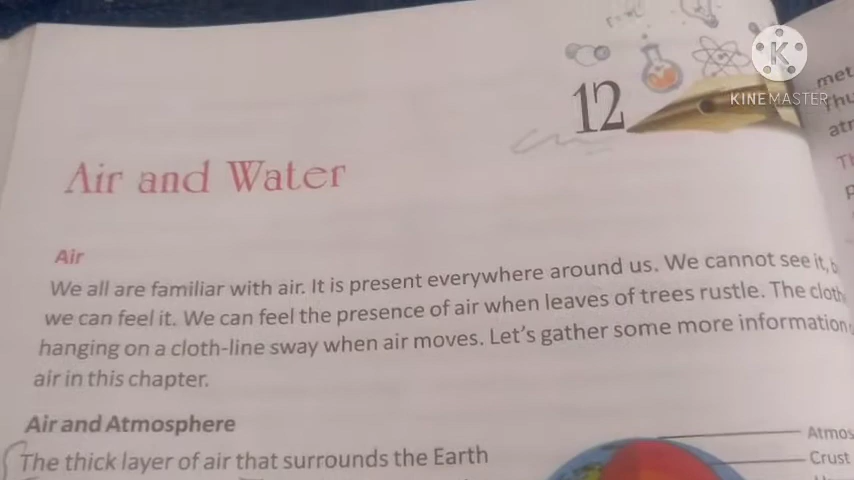 12
K
KINEMASTER
Air and Water
Air
We all are familiar with air. It is present everywhere around us. We cannot see it,
we can feel it. We can feel the presence of air when leaves of trees rustle. The
hanging on a cloth-line sway when air moves. Let's gather some more information
air in this chapter.
Air and Atmosphere
The thick layer of air that surrounds the Earth
Crust